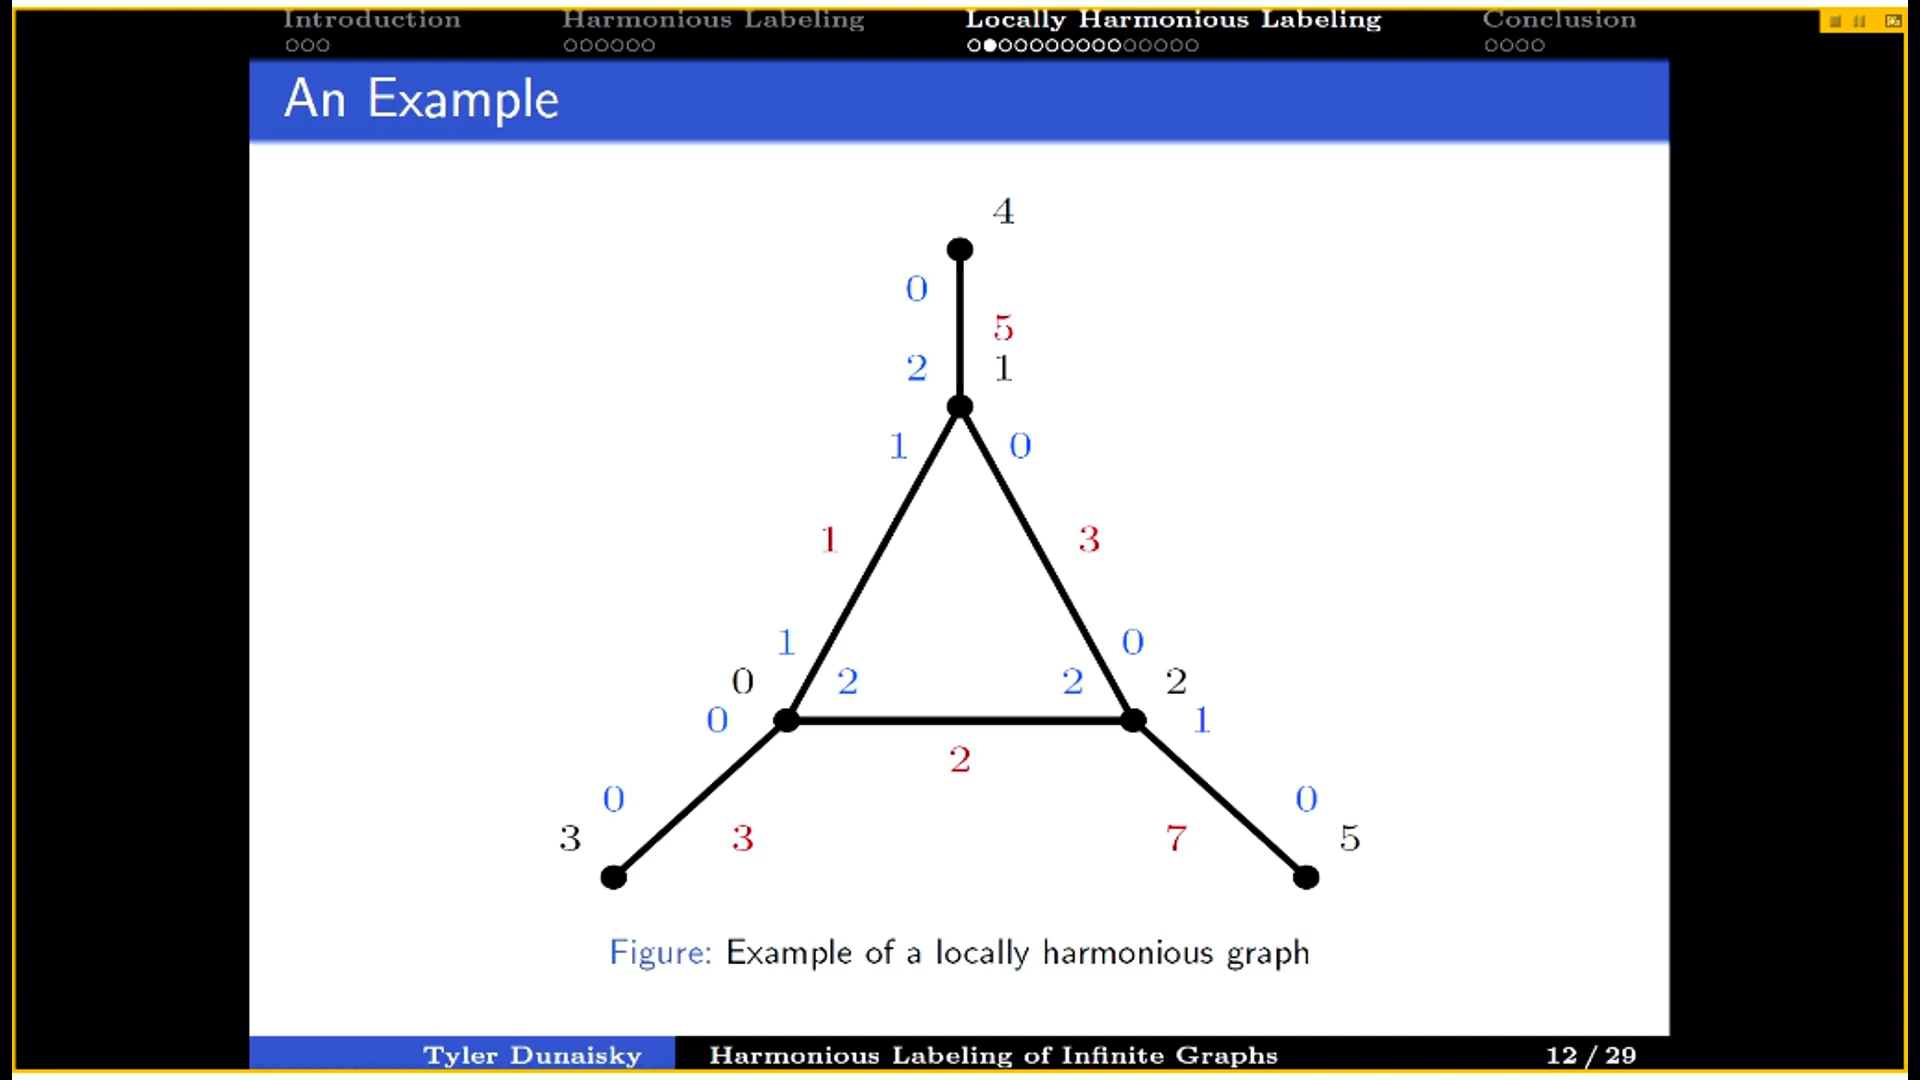 Introduction Harmonious Labeling Locally Harmonious Labeling Conclusion
An Example
4
0
5
2 1
1 0
1 3
1 0
0 2 2 2
0 1
2
0 0
3 3 7 5
Figure: Example of a locally harmonious graph
Tyler Dunaisky Harmonious Labeling of Infinite Graphs 12 / 29